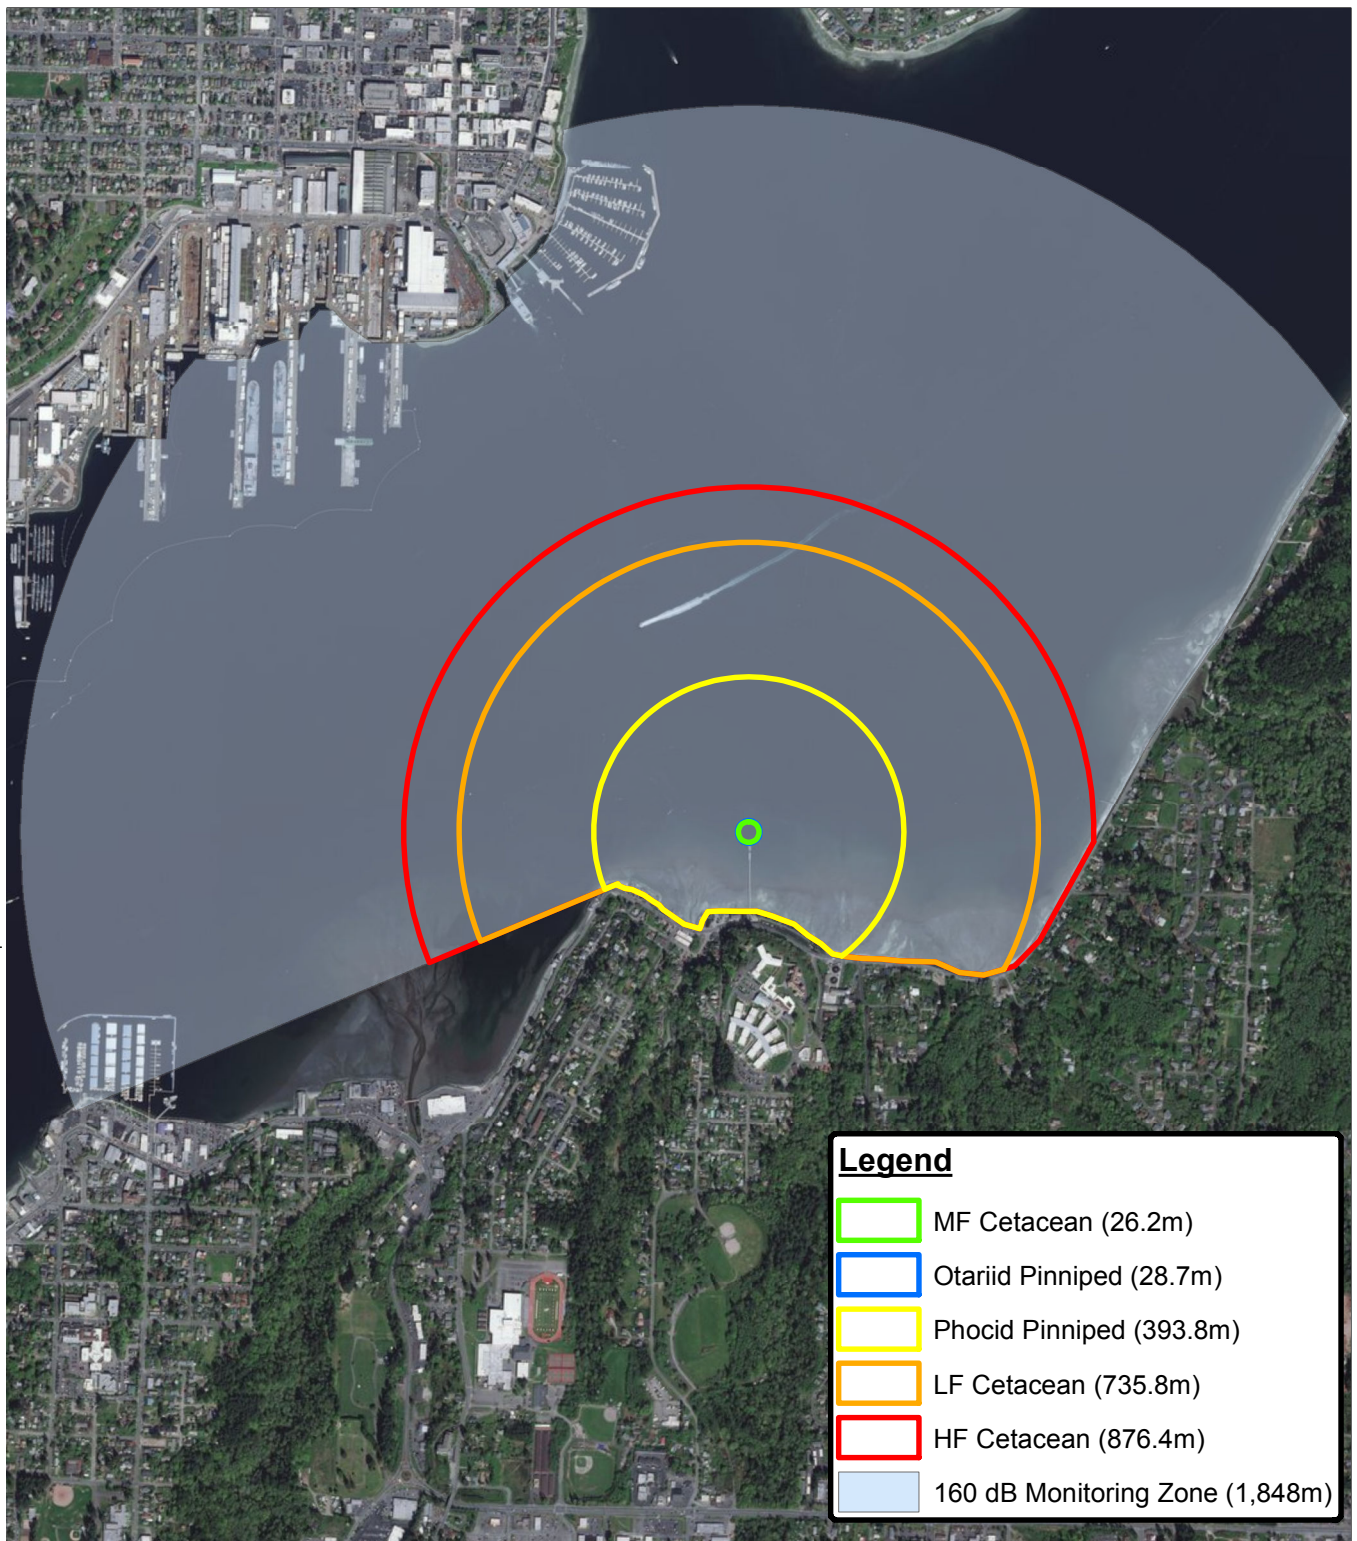 Legend
MF Cetacean (26.2m)
Otariid Pinniped (28.7m)
Phocid Pinniped (393.8m)
LF Cetacean (735.8m)
HF Cetacean (876.4m)
160 dB Monitoring Zone (1,848m)